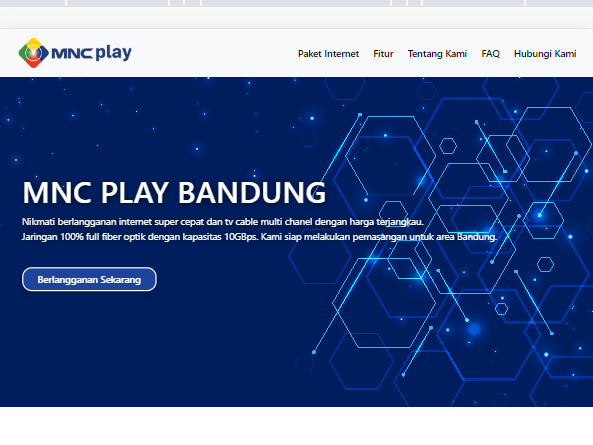 MNC play
Paket Internet Fitur Tentang Kami FAQ Hubungi Kami
MNC PLAY BANDUNG
Nikmati berlangganan internet super cepat dan tv cable multi chanel dengan harga terjangkau.
Jaringan 100% full fiber optik dengan kapasitas 10GBps. Kami siap melakukan pemasangan untuk area Bandung.
Berlangganan Sekarang